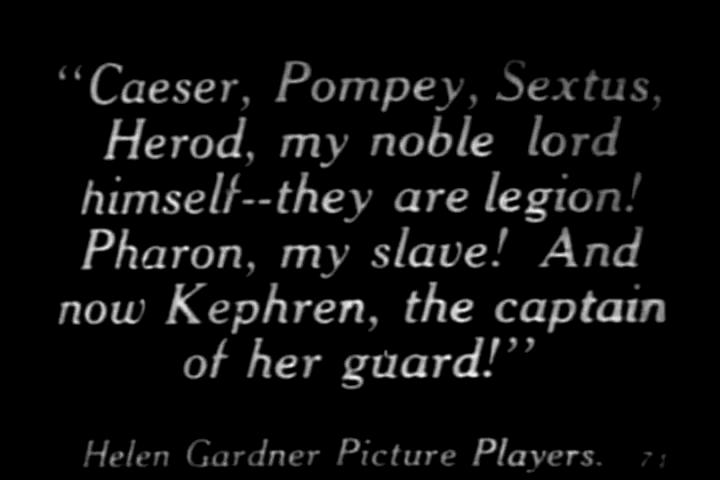 “Caeser, Pompey, Sextus,
Herod, my noble lord
himself--they are legion!
Pharon, my slave! And
now Kephren, the captain
of her guard!”
Helen Gardner Picture Players. 71